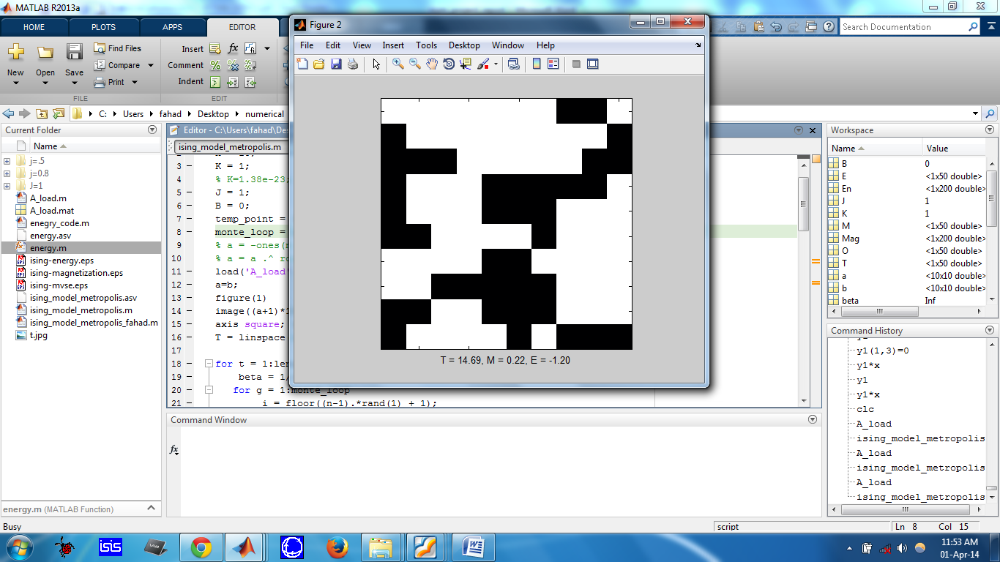 MATLAB R2013a
HOME PLOTS APPS EDITOR
Search Documentation
New Open Save
Find Files
Compare
Print
FILE
Insert
Comment
Indent
EDIT
C: Users fahad Desktop numerical
Figure 2
File Edit View Insert Tools Desktop Window Help
T = 14.69, M = 0.22, E = -1.20
Current Folder
Name
j=.5
j=0.8
J=1
A_load.m
A_load.mat
enegry_code.m
energy.asv
energy.m
ising-energy.eps
ising-magnetization.eps
ising-mvse.eps
ising_model_metropolis.asv
ising_model_metropolis.m
ising_model_metropolis_fahad.m
t.jpg
energy.m (MATLAB Function)
Editor - C:\Users\fahad\De
ising_model_metropolis.m
3 K = 1;
4 % K=1.38e-23;
5 J = 1;
6 B = 0;
7 temp_point =
8 monte_loop =
9 % a = -ones(
10 % a = a .^ ro
11 load('A_load'
12 a=b;
13 figure(1)
14 image((a+1)*
15 axis square;
16 T = linspace
17
18 for t = 1:le
19 beta = 1/
20 for g = 1:monte_loop
21 i = floor((n-1).*rand(1) + 1);
Command Window
fx
Workspace
Name Value
B 0
E <1x50 double>
En <1x200 double>
J 1
K 1
M <1x50 double>
Mag <1x200 double>
O <1x50 double>
T <1x50 double>
a <10x10 double>
b <10x10 double>
beta Inf
Command History
y1(1,3)=0
y1*x
y1
y1*x
clc
A_load
ising_model_metropolis
A_load
ising_model_metropolis
A_load
ising_model_metropolis
Busy
script
Ln 8 Col 15
isis
VAIO
11:53 AM
01-Apr-14